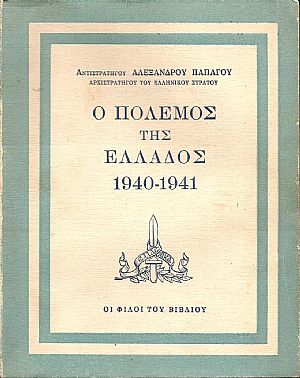 ΑΝΤΙΣΤΡΑΤΗΓΟΥ ΑΛΕΞΑΝΔΡΟΥ ΠΑΠΑΓΟΥ
ΑΡΧΙΣΤΡΑΤΗΓΟΥ ΤΟΥ ΕΛΛΗΝΙΚΟΥ ΣΤΡΑΤΟΥ
Ο ΠΟΛΕΜΟΣ
ΤΗΣ
ΕΛΛΑΔΟΣ
1940-1941
ΟΙ ΦΙΛΟΙ ΤΟΥ ΒΙΒΛΙΟΥ